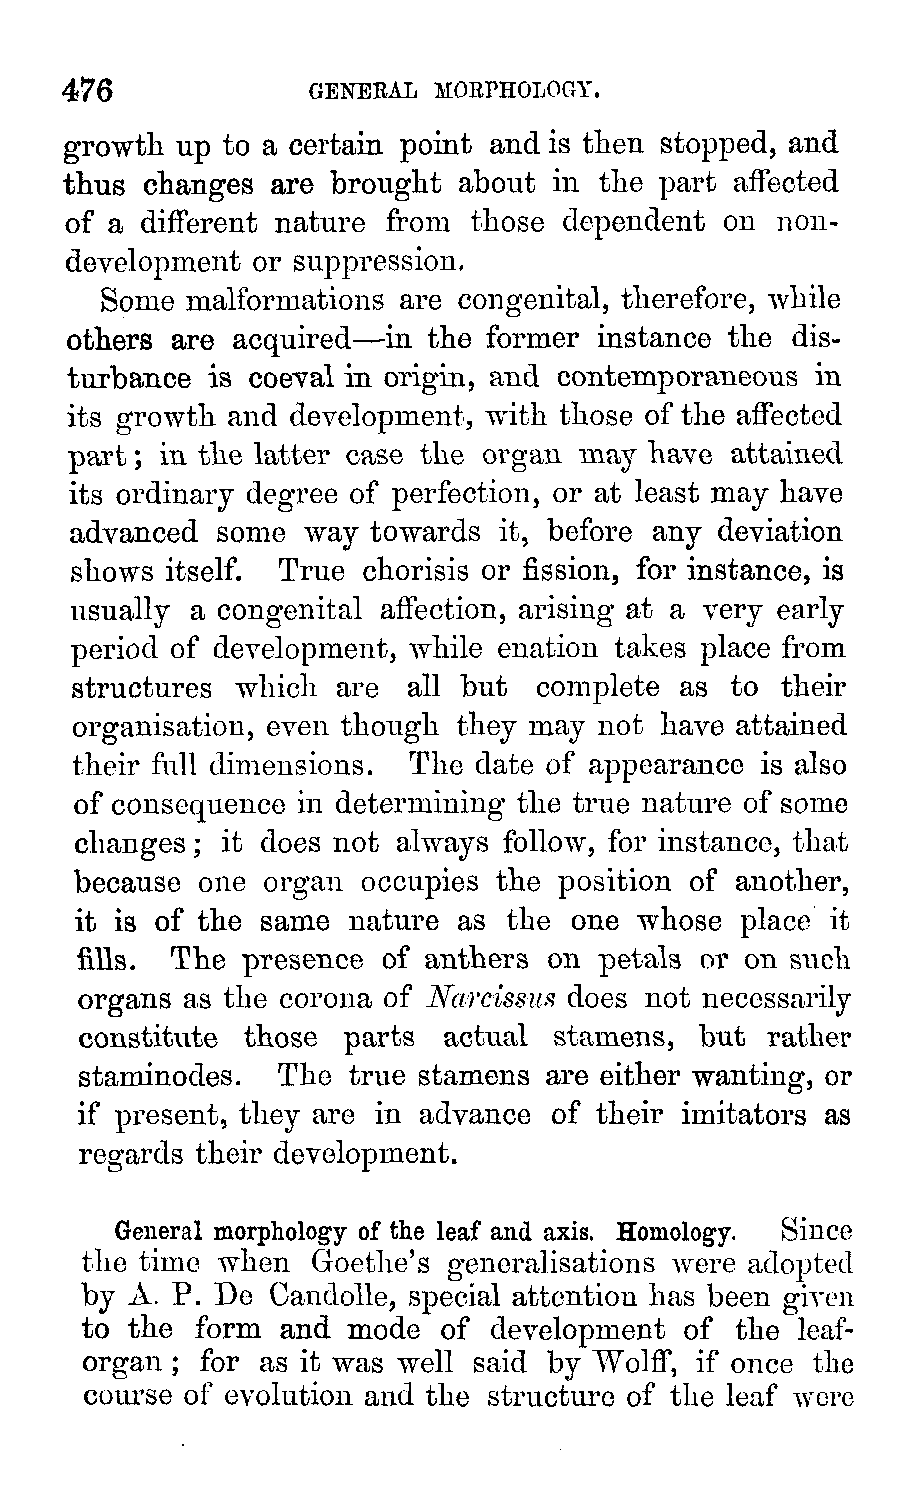 476 GENERAL MORPHOLOGY.
growth up to a certain point and is then stopped, and
thus changes are brought about in the part affected
of a different nature from those dependent on non-
development or suppression.
Some malformations are congenital, therefore, while
others are acquired—in the former instance the dis-
turbance is coeval in origin, and contemporaneous in
its growth and development, with those of the affected
part; in the latter case the organ may have attained
its ordinary degree of perfection, or at least may have
advanced some way towards it, before any deviation
shows itself. True chorisis or fission, for instance, is
usually a congenital affection, arising at a very early
period of development, while enation takes place from
structures which are all but complete as to their
organisation, even though they may not have attained
their full dimensions. The date of appearance is also
of consequence in determining the true nature of some
changes; it does not always follow, for instance, that
because one organ occupies the position of another,
it is of the same nature as the one whose place it
fills. The presence of anthers on petals or on such
organs as the corona of Narcissus does not necessarily
constitute those parts actual stamens, but rather
staminodes. The true stamens are either wanting, or
if present, they are in advance of their imitators as
regards their development.
General morphology of the leaf and axis. Homology. Since
the time when Goethe's generalisations were adopted
by A. P. De Candolle, special attention has been given
to the form and mode of development of the leaf-
organ; for as it was well said by Wolff, if once the
course of evolution and the structure of the leaf were